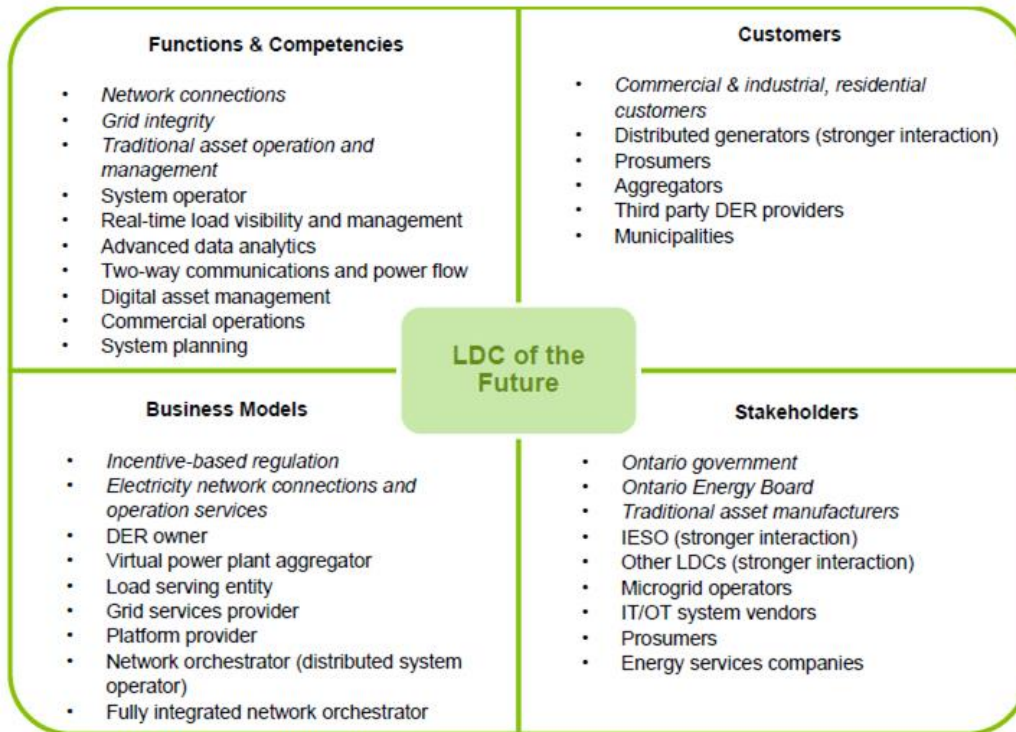 Functions & Competencies
• Network connections
• Grid integrity
• Traditional asset operation and
management
• System operator
• Real-time load visibility and management
• Advanced data analytics
• Two-way communications and power flow
• Digital asset management
• Commercial operations
• System planning
Customers
• Commercial & industrial, residential
customers
• Distributed generators (stronger interaction)
• Prosumers
• Aggregators
• Third party DER providers
• Municipalities
LDC of the
Future
Business Models
• Incentive-based regulation
• Electricity network connections and
operation services
• DER owner
• Virtual power plant aggregator
• Load serving entity
• Grid services provider
• Platform provider
• Network orchestrator (distributed system
operator)
• Fully integrated network orchestrator
Stakeholders
• Ontario government
• Ontario Energy Board
• Traditional asset manufacturers
• IESO (stronger interaction)
• Other LDCs (stronger interaction)
• Microgrid operators
• IT/OT system vendors
• Prosumers
• Energy services companies